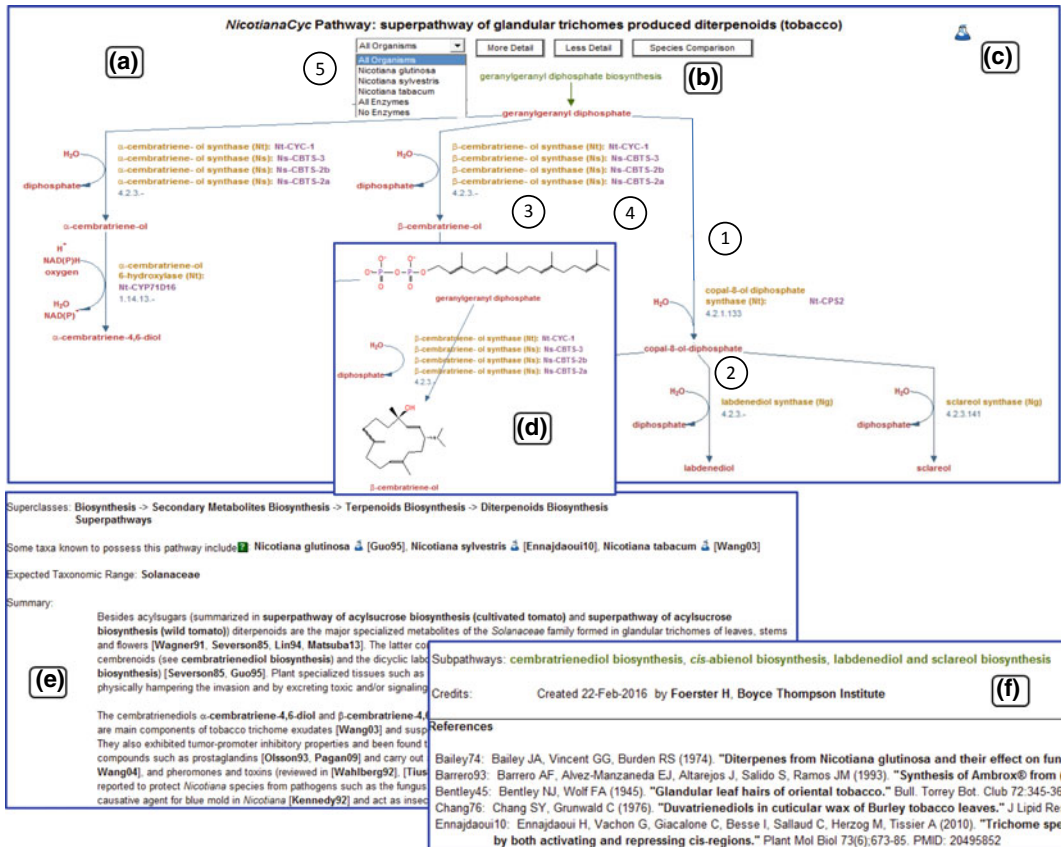 NicotianaCyc Pathway: superpathway of glandular trichomes produced diterpenoids (tobacco)
(a)
5
All Organisms
All Organisms
Nicotiana glutinosa
Nicotiana sylvestris
Nicotiana tabacum
All Enzymes
No Enzymes
More Detail
Less Detail
Species Comparison
(b)
(c)
geranylgeranyl diphosphate biosynthesis
geranylgeranyl diphosphate
H2O
diphosphate
α-cembratriene- ol synthase (Nt): Nt-CYC-1
α-cembratriene- ol synthase (Ns): Ns-CBTS-3
α-cembratriene- ol synthase (Ns): Ns-CBTS-2b
α-cembratriene- ol synthase (Ns): Ns-CBTS-2a
4.2.3.-
α-cembratriene-ol
H+
NAD(P)H
oxygen
α-cembratriene-ol
6-hydroxylase (Nt):
Nt-CYP71D16
1.14.13.-
H2O
NAD(P)+
α-cembratriene-4,6-diol
H2O
diphosphate
β-cembratriene- ol synthase (Nt): Nt-CYC-1
β-cembratriene- ol synthase (Ns): Ns-CBTS-3
β-cembratriene- ol synthase (Ns): Ns-CBTS-2b
β-cembratriene- ol synthase (Ns): Ns-CBTS-2a
4.2.3.-
β-cembratriene-ol
3
4
1
H2O
copal-8-ol diphosphate
synthase (Nt): Nt-CPS2
4.2.1.133
copal-8-ol-diphosphate
2
H2O
diphosphate
labdenediol synthase (Ng)
4.2.3.-
labdenediol
H2O
diphosphate
sclareol synthase (Ng)
4.2.3.141
sclareol
O- O-
O- P O P O
O O
geranylgeranyl diphosphate
H2O
diphosphate
β-cembratriene- ol synthase (Nt): Nt-CYC-1
β-cembratriene- ol synthase (Ns): Ns-CBTS-3
β-cembratriene- ol synthase (Ns): Ns-CBTS-2b
β-cembratriene- ol synthase (Ns): Ns-CBTS-2a
4.2.3.-
OH
(d)
β-cembratriene-ol
Superclasses: Biosynthesis -> Secondary Metabolites Biosynthesis -> Terpenoids Biosynthesis -> Diterpenoids Biosynthesis
Superpathways
Some taxa known to possess this pathway include ? : Nicotiana glutinosa [Guo95], Nicotiana sylvestris [Ennajdaoui10], Nicotiana tabacum [Wang03]
Expected Taxonomic Range: Solanaceae
Summary:
Besides acylsugars (summarized in superpathway of acylsucrose biosynthesis (cultivated tomato) and superpathway of acylsucrose
biosynthesis (wild tomato)) diterpenoids are the major specialized metabolites of the Solanaceae family formed in glandular trichomes of leaves, stems
and flowers [Wagner91, Severson85, Lin94, Matsuba13]. The latter co
cembrenoids (see cembratriendiol biosynthesis) and the dicyclic lab
biosynthesis) [Severson85, Guo95]. Plant specialized tissues such as
physically hampering the invasion and by excreting toxic and/or signaling
(e)
The cembratrienediols α-cembratriene-4,6-diol and β-cembratriene-4,6
are main components of tobacco trichome exudates [Wang03] and susp
They also exhibited tumor-promoter inhibitory properties and been found t
compounds such as prostaglandins [Olsson93, Pagan09] and carry out
Wang04], and pheromones and toxins (reviewed in [Wahlberg92], [Tius
reported to protect Nicotiana species from pathogens such as the fungus
causative agent for blue mold in Nicotiana [Kennedy92] and act as insec
Subpathways: cembratrienediol biosynthesis, cis-abienol biosynthesis, labdenediol and sclareol biosynthesis
Credits: Created 22-Feb-2016 by Foerster H, Boyce Thompson Institute
(f)
References
Bailey74: Bailey JA, Vincent GG, Burden RS (1974). "Diterpenes from Nicotiana glutinosa and their effect on fun
Barrero93: Barrero AF, Alvez-Manzaneda EJ, Altarejos J, Salido S, Ramos JM (1993). "Synthesis of Ambrox® from
Bentley45: Bentley NJ, Wolf FA (1945). "Glandular leaf hairs of oriental tobacco." Bull. Torrey Bot. Club 72:345-36
Chang76: Chang SY, Grunwald C (1976). "Duvatrienediols in cuticular wax of Burley tobacco leaves." J Lipid Re
Ennajdaoui10: Ennajdaoui H, Vachon G, Giacalone C, Besse I, Sallaud C, Herzog M, Tissier A (2010). "Trichome spe
by both activating and repressing cis-regions." Plant Mol Biol 73(6);673-85. PMID: 20495852